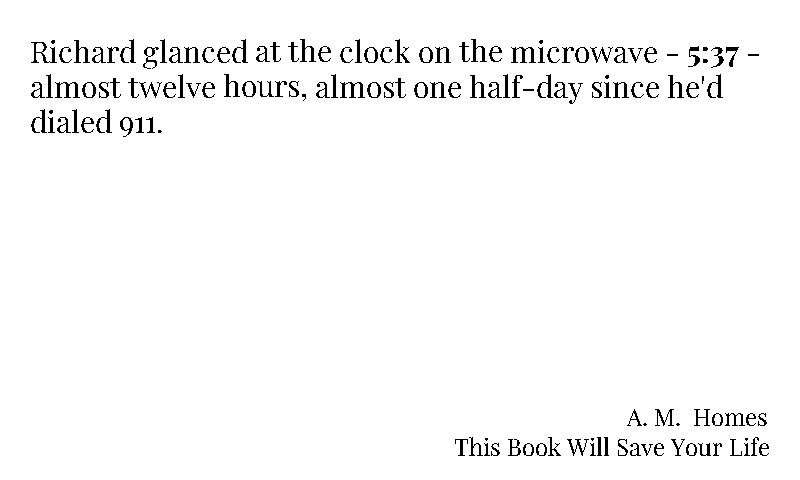 Richard glanced at the clock on the microwave - 5:37 -
almost twelve hours, almost one half-day since he'd
dialed 911.
A. M.  Homes
This Book Will Save Your Life